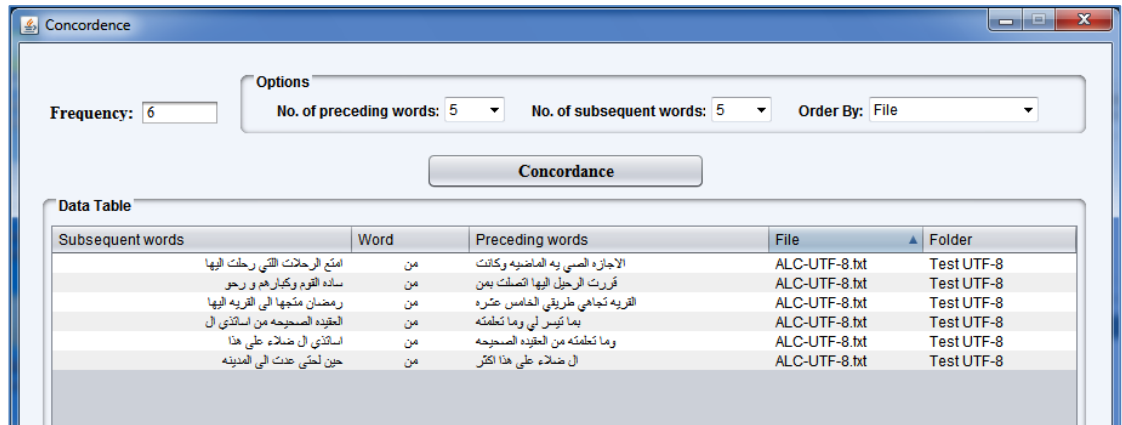 Concordence
Options
Frequency: 6 No. of preceding words: 5 No. of subsequent words: 5 Order By: File
Concordance
Data Table
Subsequent words Word Preceding words File Folder
امتع الرحلات اللتي رحلت اليها من الاجازه الصي يه الماضيه وكانت ALC-UTF-8.txt Test UTF-8
ساده القوم وكبارهم و رحو من قررت الرحيل اليها اتصلت بمن ALC-UTF-8.txt Test UTF-8
رمضان متجها الى القريه اليها من القريه تجاهي طريقي الخامس عشره ALC-UTF-8.txt Test UTF-8
العقيده الصحيحه من اساتذي ال من بما تيسر لي وما تعلمته ALC-UTF-8.txt Test UTF-8
اساتذي ال ضلاء على هذا من وما تعلمته من العقيده الصحيحه ALC-UTF-8.txt Test UTF-8
حين لحتى عدت الى المدينه من ال ضلاء على هذا اكثر ALC-UTF-8.txt Test UTF-8